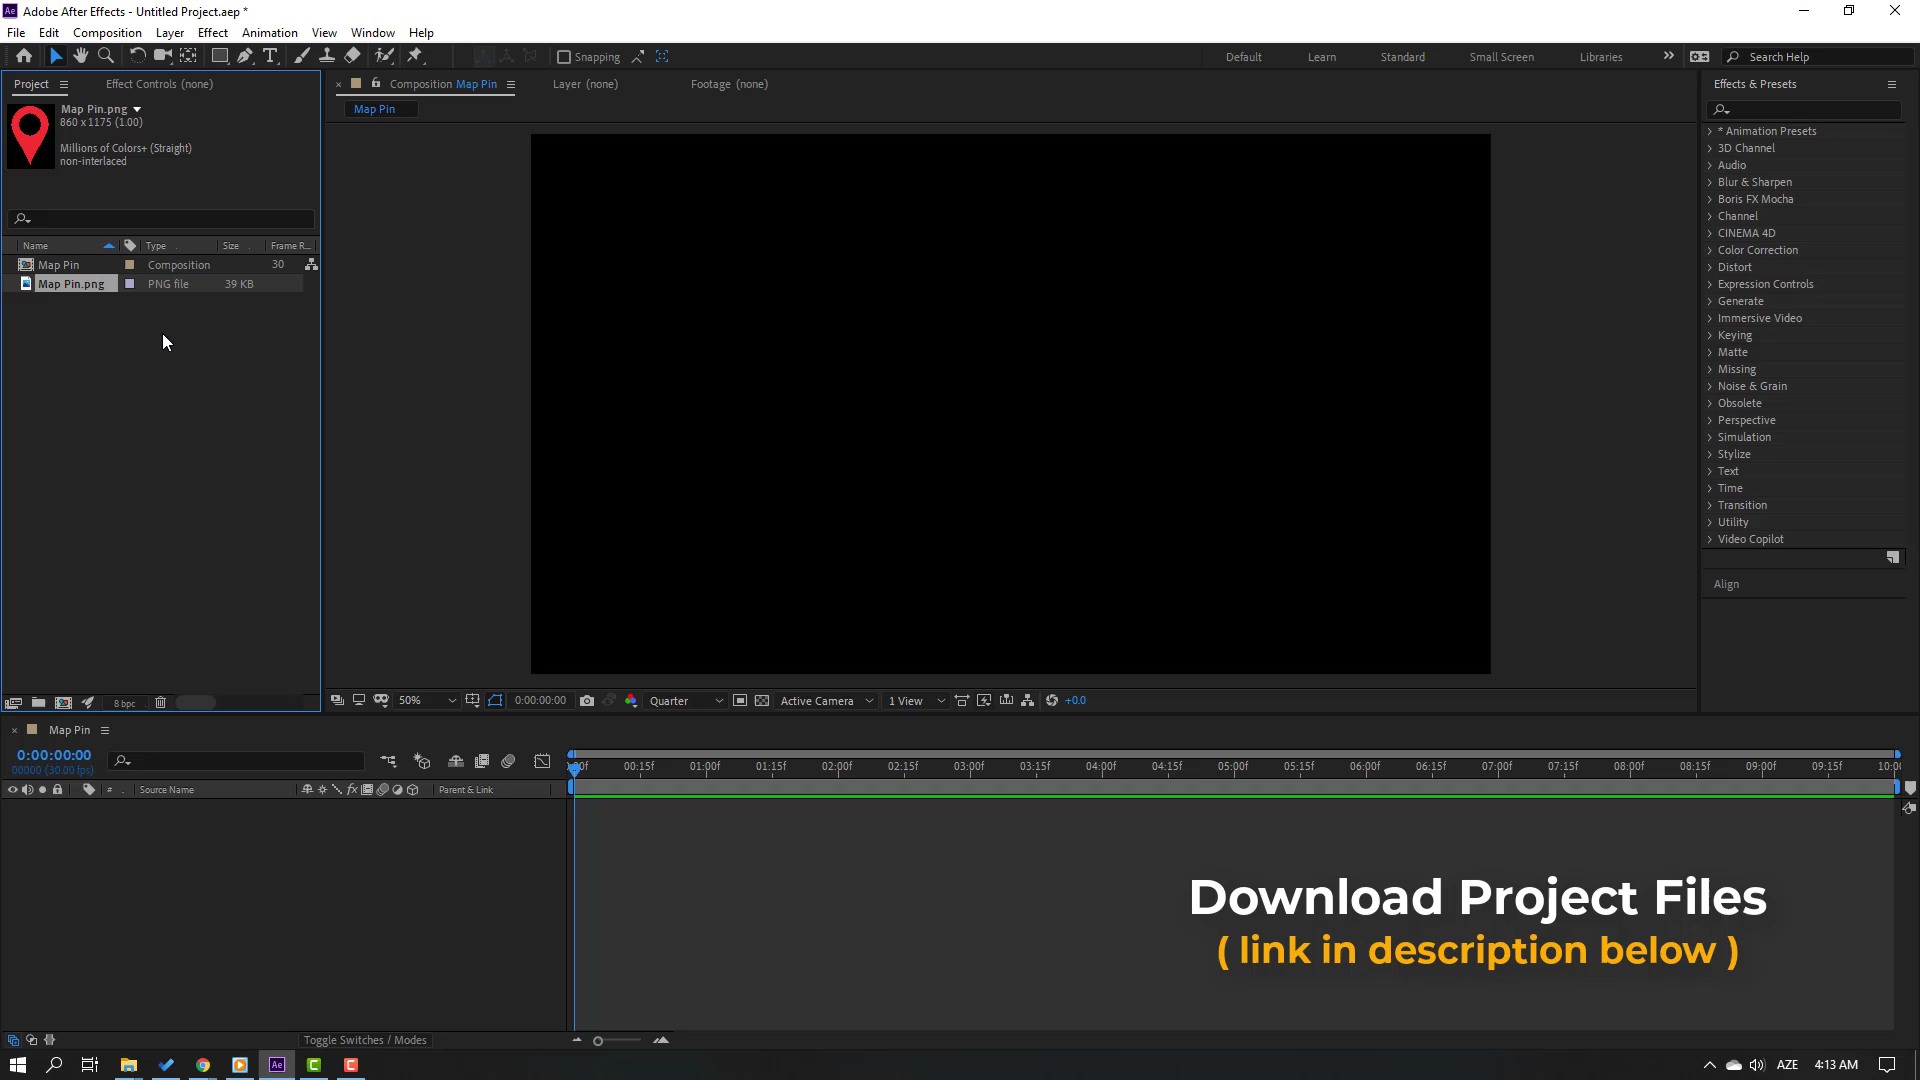 Adobe After Effects - Untitled Project.aep *
File Edit Composition Layer Effect Animation View Window Help
Snapping
Default Learn Standard Small Screen Libraries
Search Help
Project
Effect Controls (none)
Map Pin.png
860 x 1175 (1.00)
Millions of Colors+ (Straight)
non-interlaced
Name Type Size Frame R...
Map Pin Composition 30
Map Pin.png PNG file 39 KB
8 bpc
Composition Map Pin
Layer (none)
Footage (none)
Map Pin
50%
0:00:00:00
Quarter
Active Camera
1 View
+0.0
Effects & Presets
* Animation Presets
3D Channel
Audio
Blur & Sharpen
Boris FX Mocha
Channel
CINEMA 4D
Color Correction
Distort
Expression Controls
Generate
Immersive Video
Keying
Matte
Missing
Noise & Grain
Obsolete
Perspective
Simulation
Stylize
Text
Time
Transition
Utility
Video Copilot
Align
Map Pin
0:00:00:00
00000 (30.00 fps)
# Source Name
Parent & Link
00:15f 01:00f 01:15f 02:00f 02:15f 03:00f 03:15f 04:00f 04:15f 05:00f 05:15f 06:00f 06:15f 07:00f 07:15f 08:00f 08:15f 09:00f 09:15f
Download Project Files
( link in description below )
Toggle Switches / Modes
AZE
4:13 AM